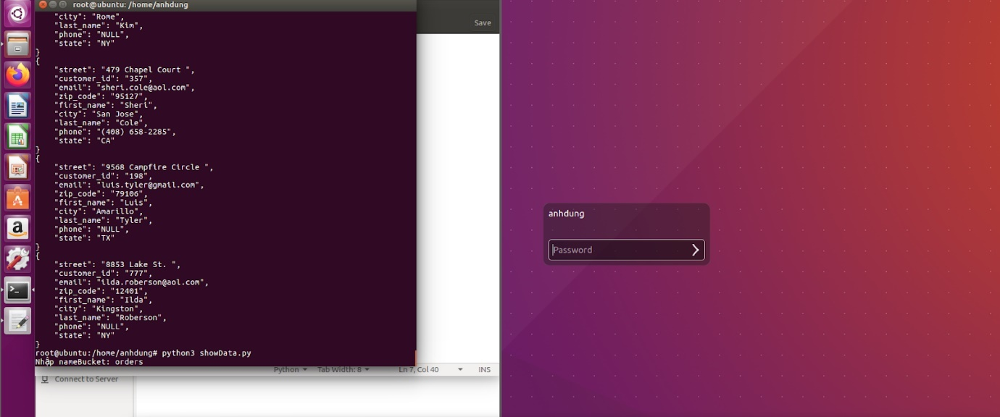 root@ubuntu: /home/anhdung
"city": "Rome",
"last_name": "Kim",
"phone": "NULL",
"state": "NY"
}
{
"street": "479 Chapel Court ",
"customer_id": "357",
"email": "sheri.cole@aol.com",
"zip_code": "95127",
"first_name": "Sheri",
"city": "San Jose",
"last_name": "Cole",
"phone": "(408) 658-2285",
"state": "CA"
}
{
"street": "9568 Campfire Circle ",
"customer_id": "198",
"email": "luis.tyler@gmail.com",
"zip_code": "79106",
"first_name": "Luis",
"city": "Amarillo",
"last_name": "Tyler",
"phone": "NULL",
"state": "TX"
}
{
"street": "8853 Lake St. ",
"customer_id": "777",
"email": "ilda.roberson@aol.com",
"zip_code": "12401",
"first_name": "Ilda",
"city": "Kingston",
"last_name": "Roberson",
"phone": "NULL",
"state": "NY"
}
root@ubuntu:/home/anhdung# python3 showData.py
Nhập nameBucket: orders
Save
Python Tab Width: 8 Ln 7, Col 40 INS
Connect to Server
anhdung
Password